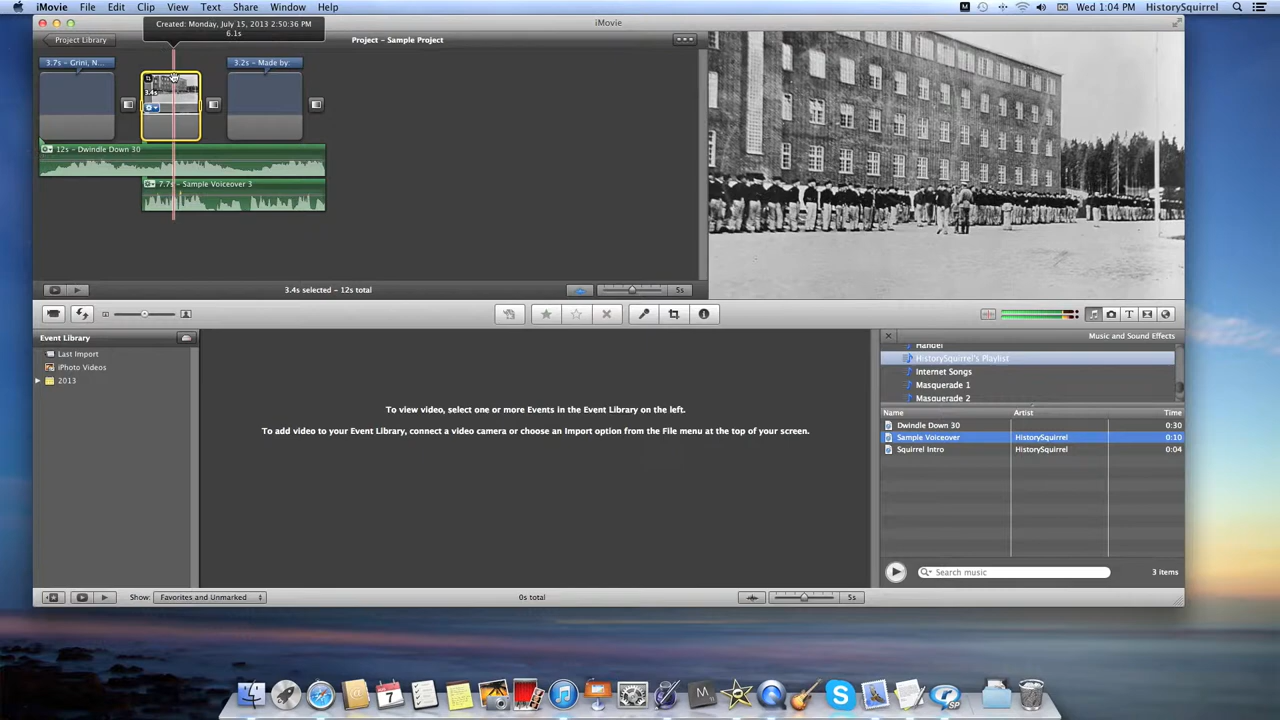 iMovie File Edit Clip View Text Share Window Help M Wed 1:04 PM HistorySquirrel
Created: Monday, July 15, 2013 2:50:36 PM
6.1s
iMovie
Project Library
Project – Sample Project
3.7s – Grini, N...
3.2s – Made by:
3.4s
12s – Dwindle Down 30
7.7s – Sample Voiceover 3
3.4s selected – 12s total
5s
Event Library
Last Import
iPhoto Videos
2013
To view video, select one or more Events in the Event Library on the left.
To add video to your Event Library, connect a video camera or choose an Import option from the File menu at the top of your screen.
Music and Sound Effects
Handel
HistorySquirrel's Playlist
Internet Songs
Masquerade 1
Masquerade 2
Name Artist Time
Dwindle Down 30 0:30
Sample Voiceover HistorySquirrel 0:10
Squirrel Intro HistorySquirrel 0:04
Search music
3 items
Show: Favorites and Unmarked
0s total
5s
7
M
SP